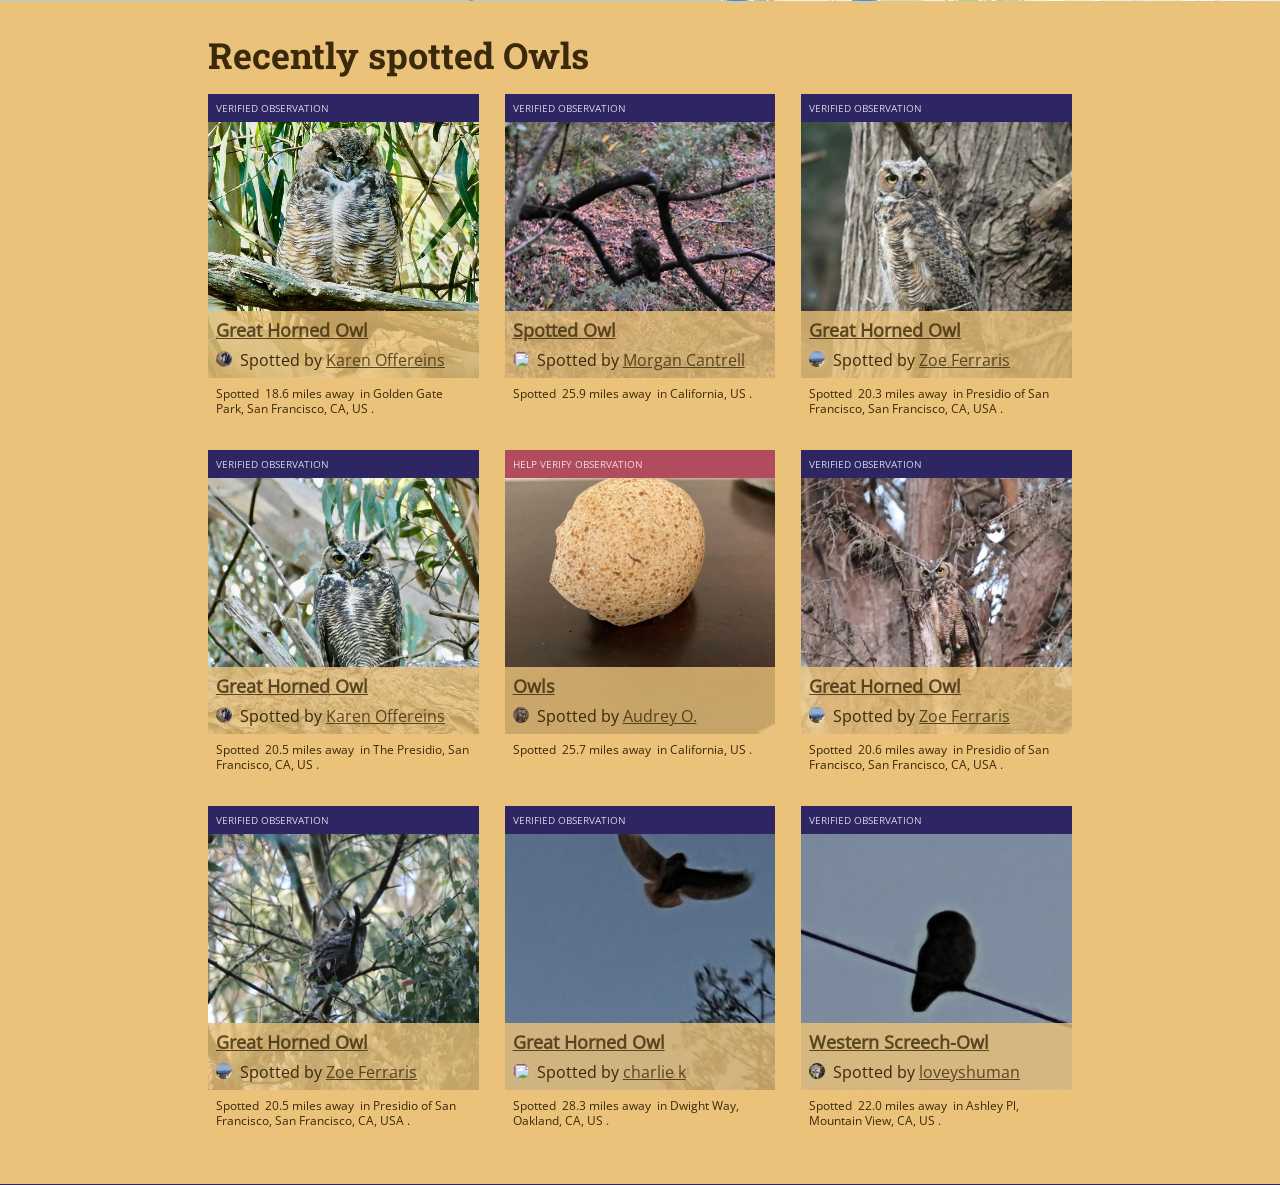 Recently spotted Owls
VERIFIED OBSERVATION
Great Horned Owl
Spotted by Karen Offereins
Spotted 18.6 miles away in Golden Gate
Park, San Francisco, CA, US .
VERIFIED OBSERVATION
Spotted Owl
Spotted by Morgan Cantrell
Spotted 25.9 miles away in California, US .
VERIFIED OBSERVATION
Great Horned Owl
Spotted by Zoe Ferraris
Spotted 20.3 miles away in Presidio of San
Francisco, San Francisco, CA, USA .
VERIFIED OBSERVATION
Great Horned Owl
Spotted by Karen Offereins
Spotted 20.5 miles away in The Presidio, San
Francisco, CA, US .
HELP VERIFY OBSERVATION
Owls
Spotted by Audrey O.
Spotted 25.7 miles away in California, US .
VERIFIED OBSERVATION
Great Horned Owl
Spotted by Zoe Ferraris
Spotted 20.6 miles away in Presidio of San
Francisco, San Francisco, CA, USA .
VERIFIED OBSERVATION
Great Horned Owl
Spotted by Zoe Ferraris
Spotted 20.5 miles away in Presidio of San
Francisco, San Francisco, CA, USA .
VERIFIED OBSERVATION
Great Horned Owl
Spotted by charlie k
Spotted 28.3 miles away in Dwight Way,
Oakland, CA, US .
VERIFIED OBSERVATION
Western Screech-Owl
Spotted by loveyshuman
Spotted 22.0 miles away in Ashley Pl,
Mountain View, CA, US .